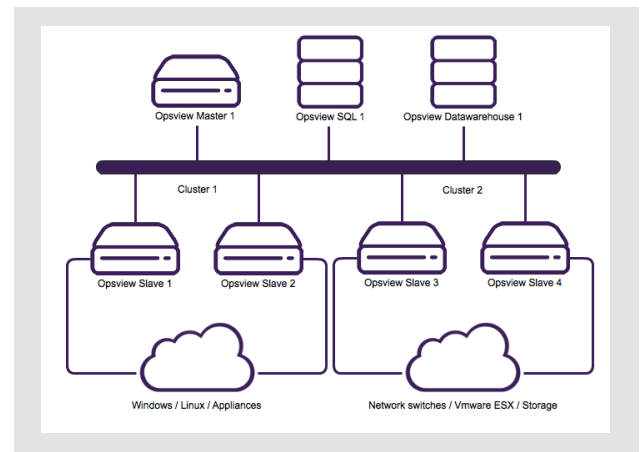 Opsview Master 1
Opsview SQL 1
Opsview Datawarehouse 1
Cluster 1
Cluster 2
Opsview Slave 1
Opsview Slave 2
Opsview Slave 3
Opsview Slave 4
Windows / Linux / Appliances
Network switches / Vmware ESX / Storage